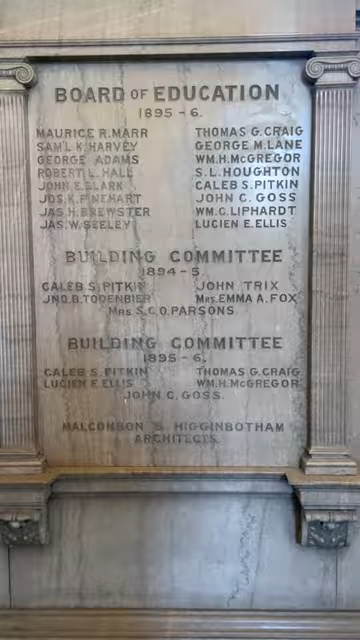 BOARD OF EDUCATION
1895-6.
MAURICE R. MARR THOMAS G. CRAIG
SAML K. HARVEY GEORGE M. LANE
GEORGE ADAMS WM. H. McGREGOR
ROBERT L. HALL S. L. HOUGHTON
JOHN E. CLARK CALEB S. PITKIN
JOS. K. RINEHART JOHN C. GOSS
JAS. H. BREWSTER WM. C. LIPHARDT
JAS. W. SEELEY LUCIEN E. ELLIS
BUILDING COMMITTEE
1894-5.
CALEB S. PITKIN JOHN TRIX
JNO. B. TODENBIER MRS. EMMA A. FOX
MRS S. C. O. PARSONS
BUILDING COMMITTEE
1895-6.
CALEB S. PITKIN THOMAS G. CRAIG
LUCIEN E. ELLIS WM. H. McGREGOR
JOHN C. GOSS.
MALCOMSON & HIGGINBOTHAM
ARCHITECTS.